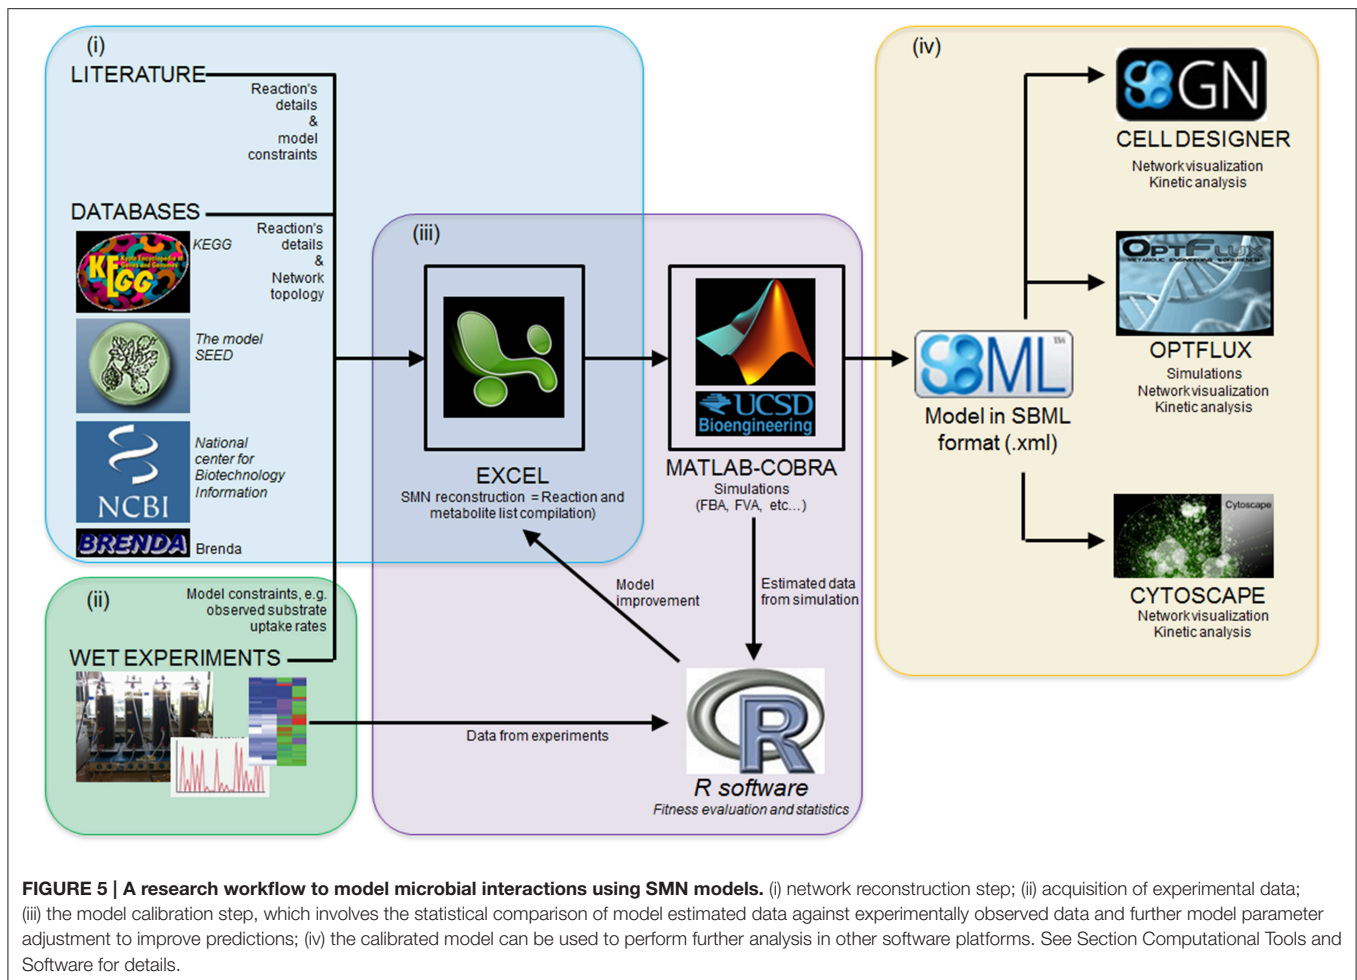 (i)
LITERATURE
Reaction's
details
&
model
constraints
DATABASES
Reaction's
details
&
Network
topology
KEGG
KEGG
The model
SEED
NCBI
National
center for
Biotechnology
Information
BRENDA
Brenda
(ii)
Model constraints, e.g.
observed substrate
uptake rates
WET EXPERIMENTS
Data from experiments
(iii)
EXCEL
SMN reconstruction = Reaction and
metabolite list compilation)
UCSD
Bioengineering
MATLAB-COBRA
Simulations
(FBA, FVA, etc...)
Model
improvement
Estimated data
from simulation
R
R software
Fitness evaluation and statistics
(iv)
SBML
TM
Model in SBML
format (.xml)
SBGN
CELL DESIGNER
Network visualization
Kinetic analysis
OPTFLUX
METABOLIC ENGINEERING WORKBENCH
OPTFLUX
Simulations
Network visualization
Kinetic analysis
Cytoscape
CYTOSCAPE
Network visualization
Kinetic analysis
FIGURE 5 | A research workflow to model microbial interactions using SMN models. (i) network reconstruction step; (ii) acquisition of experimental data;
(iii) the model calibration step, which involves the statistical comparison of model estimated data against experimentally observed data and further model parameter
adjustment to improve predictions; (iv) the calibrated model can be used to perform further analysis in other software platforms. See Section Computational Tools and
Software for details.